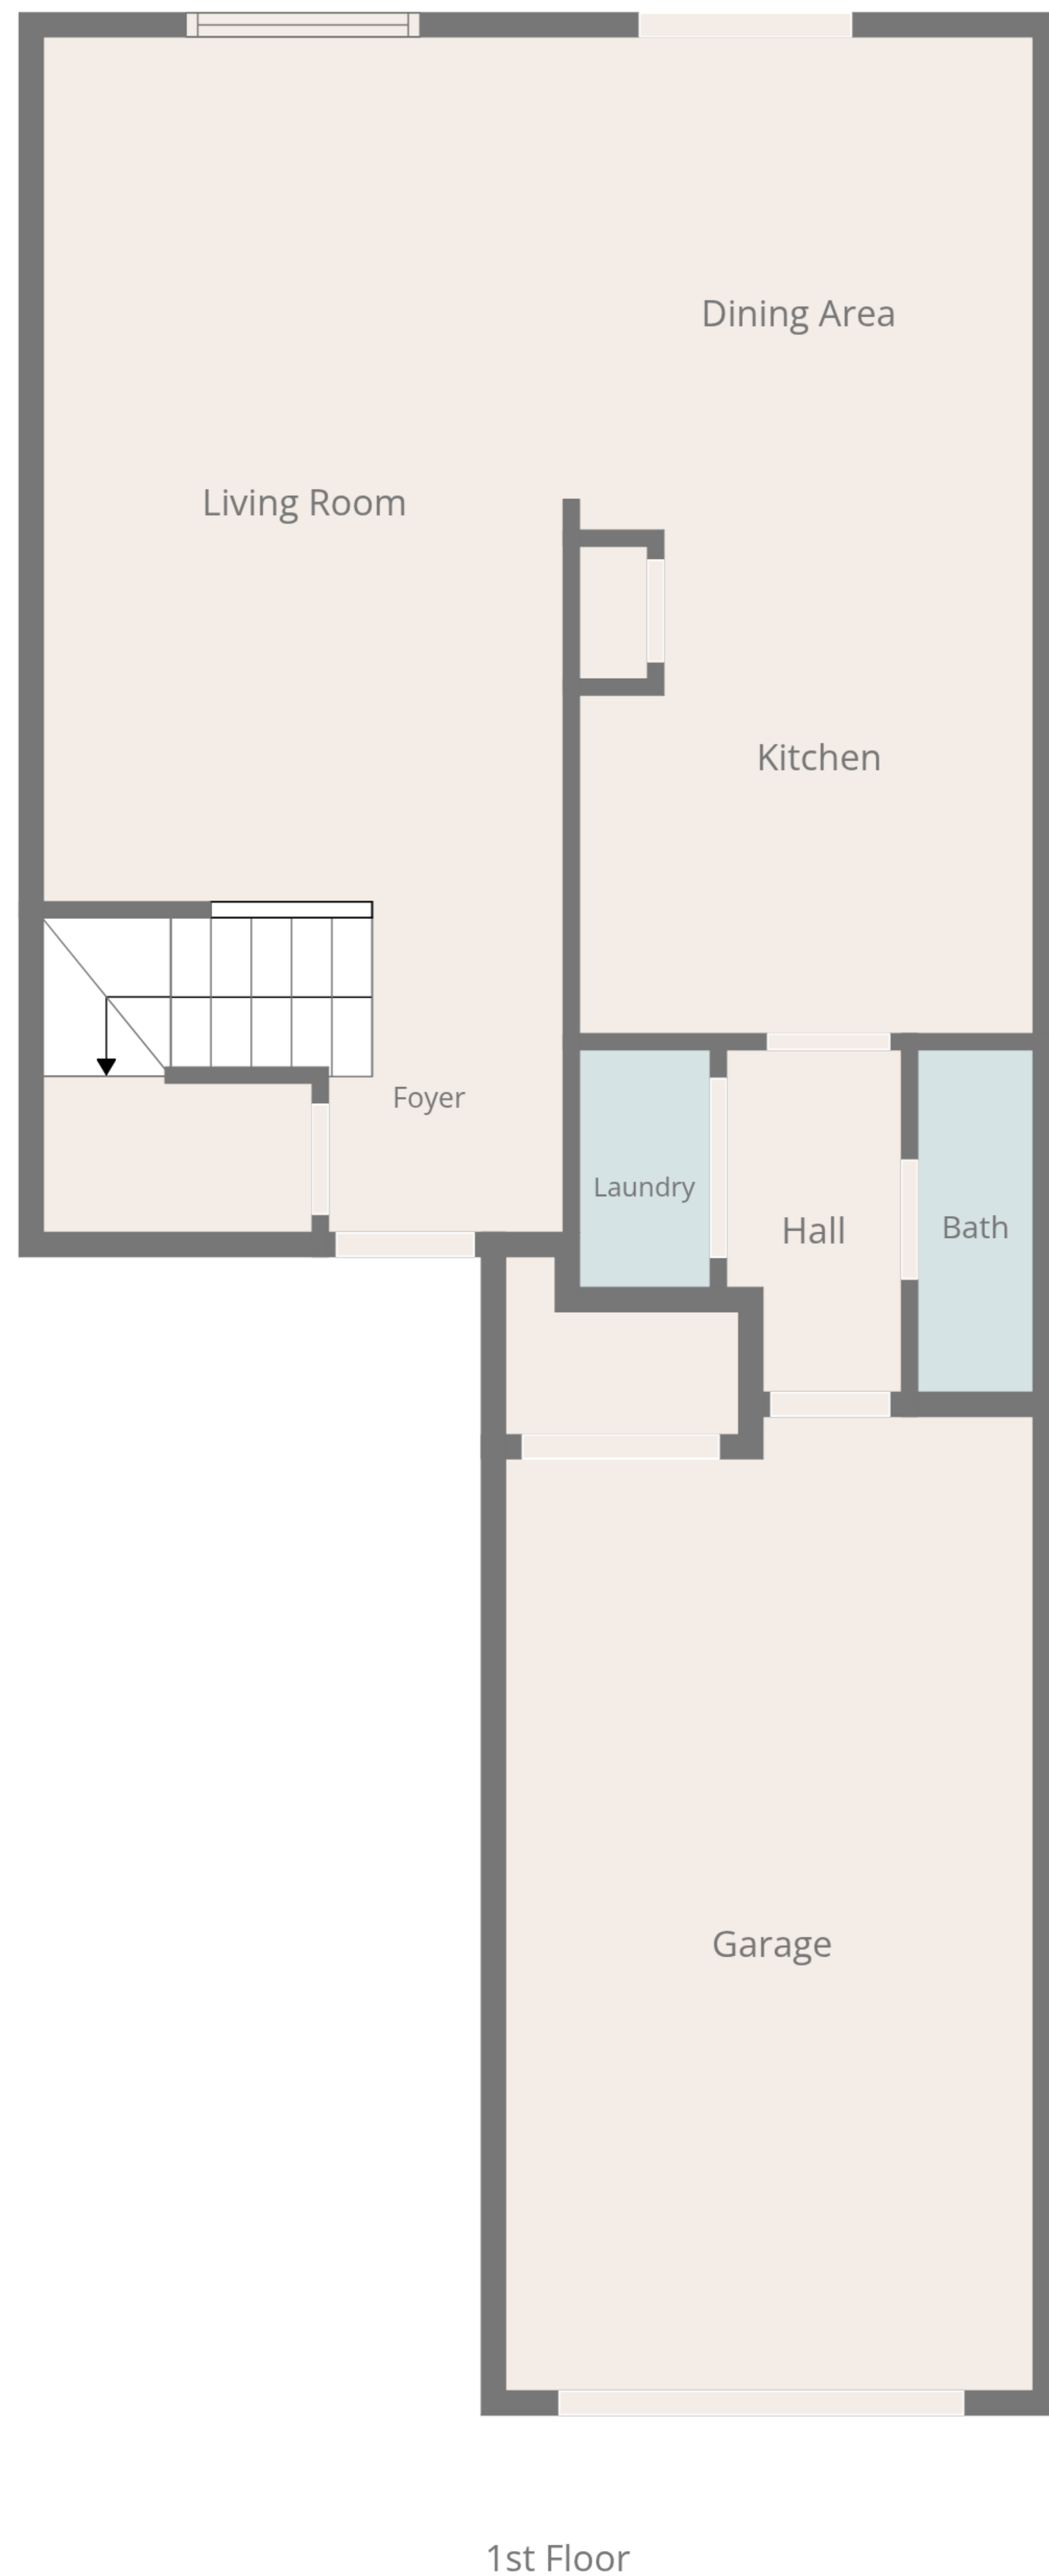 Dining Area
Living Room
Kitchen
Foyer
Laundry
Hall
Bath
Garage
1st Floor